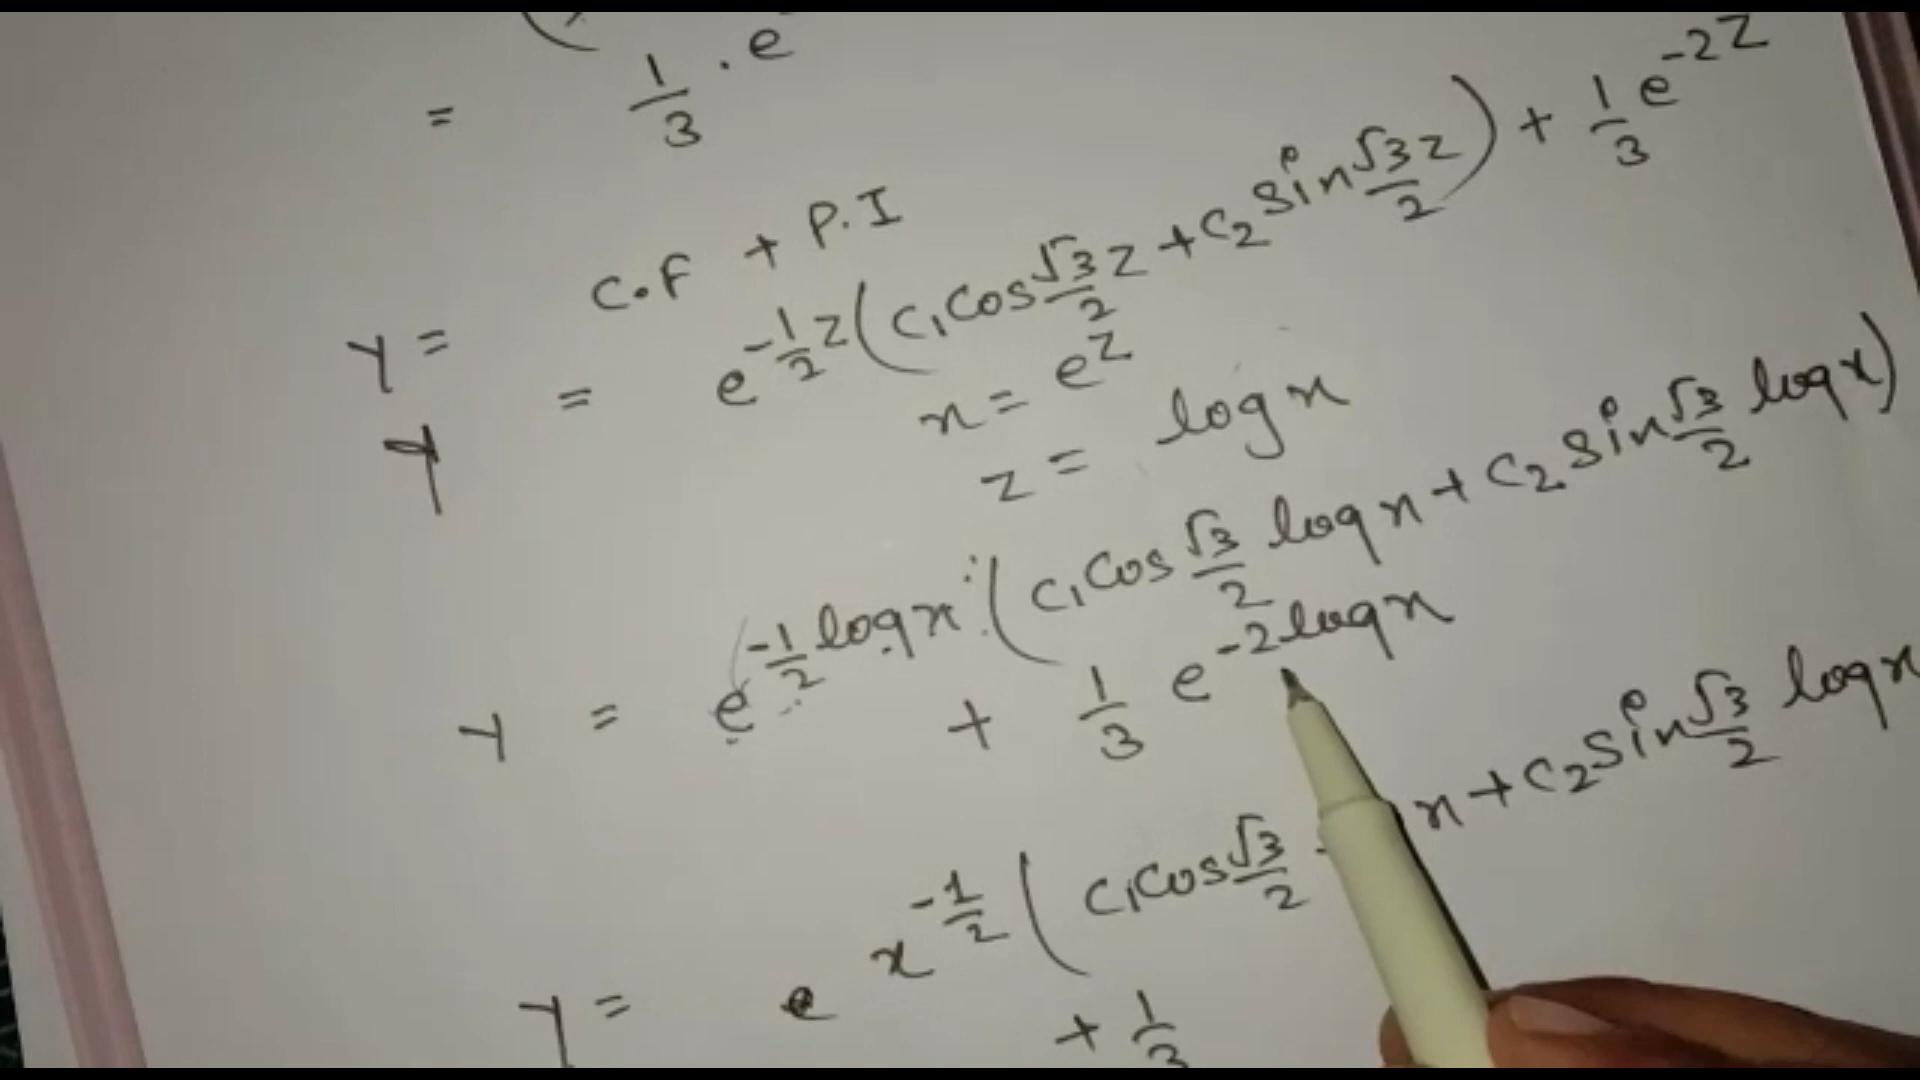 = 1/3 . e
Y = C.F + P.I
Y = e^(-1/2 z) (c₁ cos √3/2 z + c₂ sin √3/2 z) + 1/3 e^(-2z)
x = e^z
z = log x
Y = e^(-1/2 log x) (c₁ cos √3/2 log x + c₂ sin √3/2 log x)
+ 1/3 e^(-2 log x)
Y = e x^(-1/2) (c₁ cos √3/2 x + c₂ sin √3/2 log x
+ 1/3